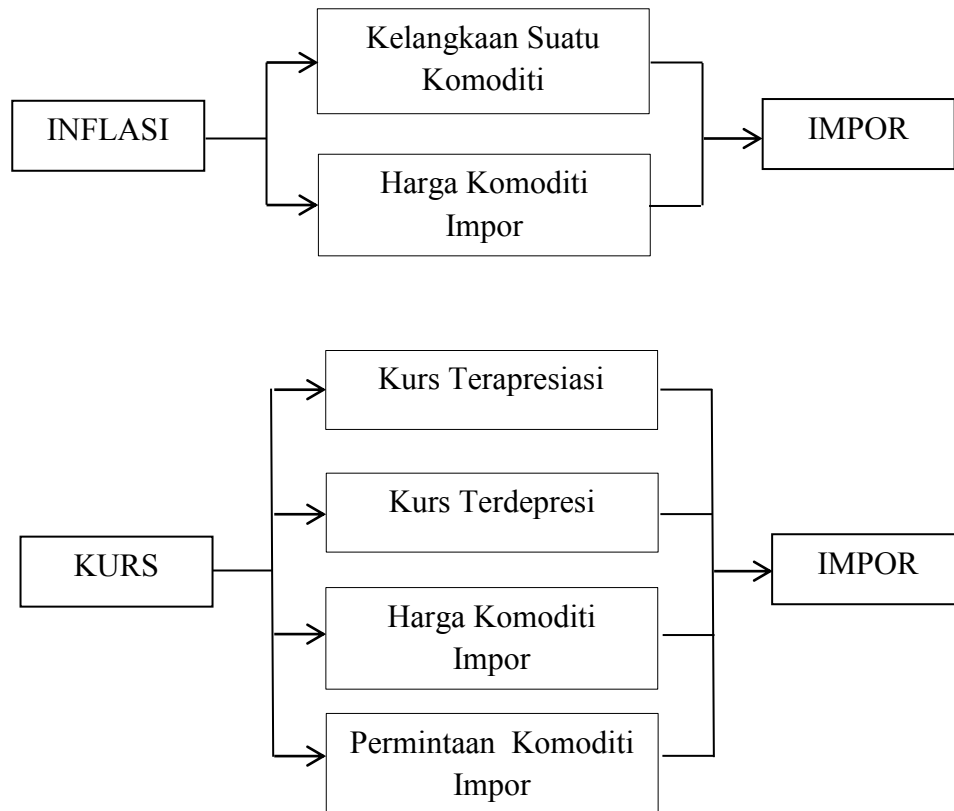 Kelangkaan Suatu
Komoditi
INFLASI
IMPOR
Harga Komoditi
Impor
Kurs Terapresiasi
Kurs Terdepresi
KURS
IMPOR
Harga Komoditi
Impor
Permintaan Komoditi
Impor